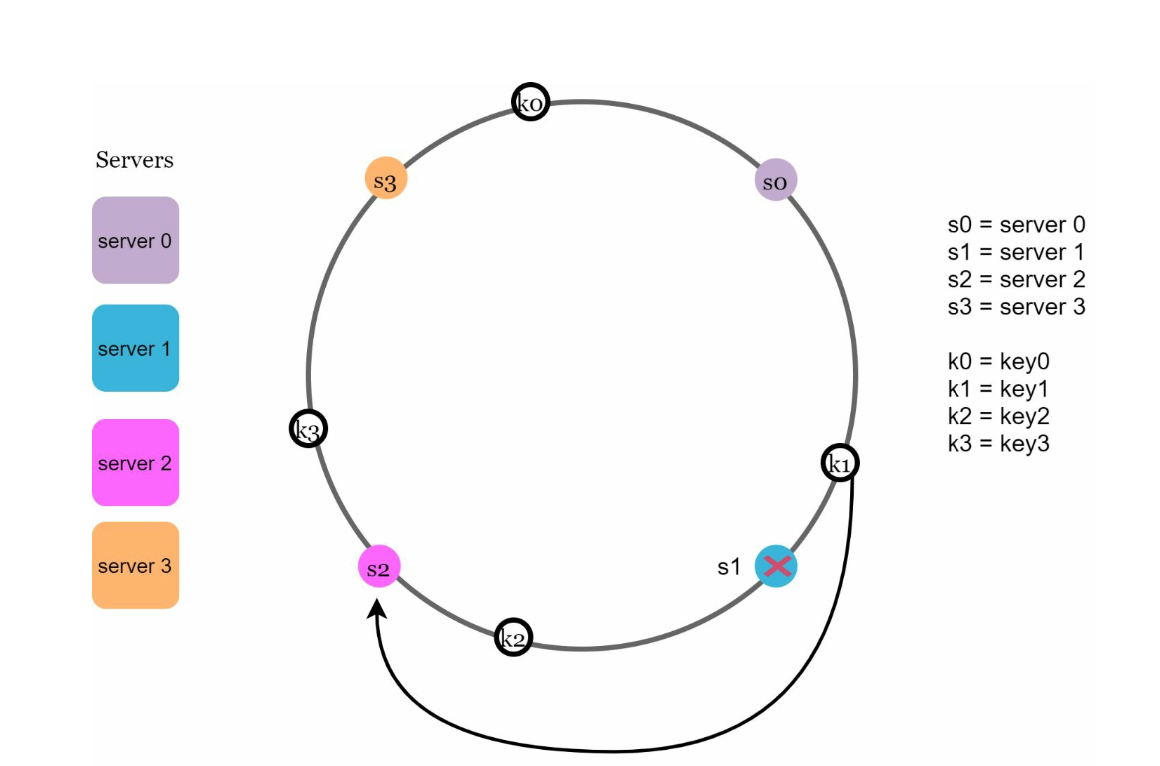 Servers
server 0
server 1
server 2
server 3
k0
s3
s0
k3
k1
s2
s1
k2
s0 = server 0
s1 = server 1
s2 = server 2
s3 = server 3
k0 = key0
k1 = key1
k2 = key2
k3 = key3